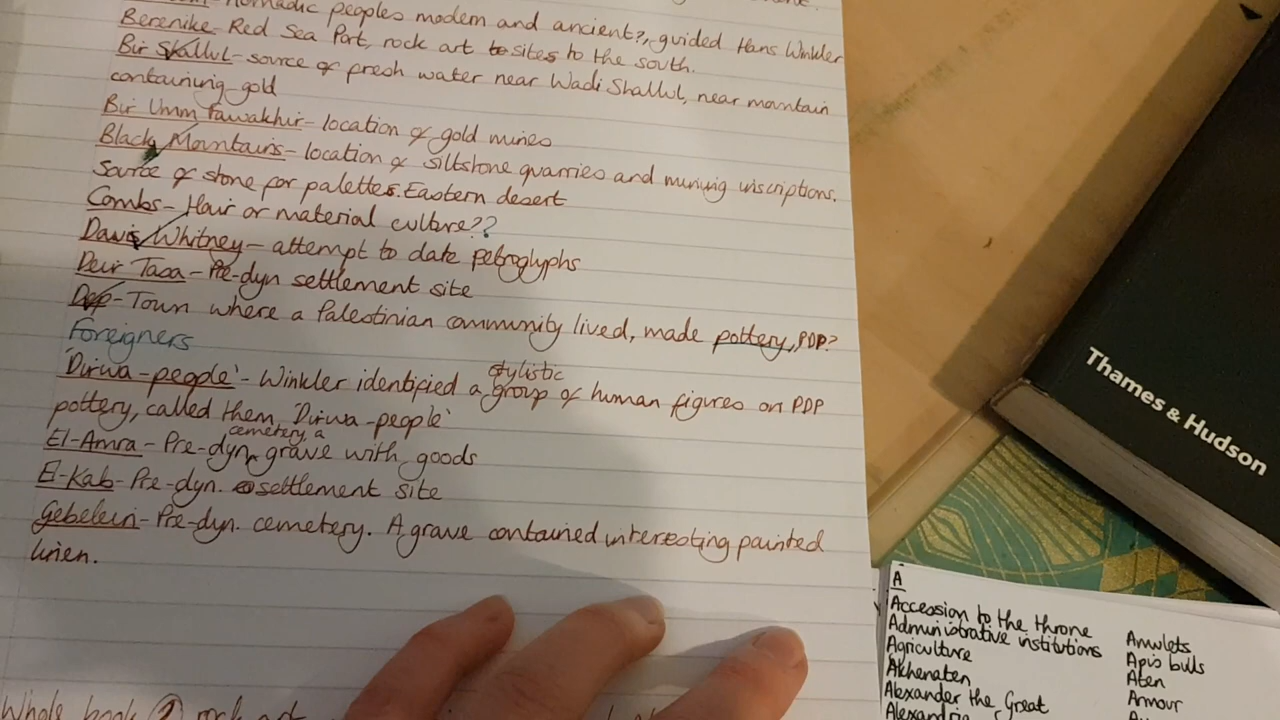 nomadic peoples modern and ancient?, guided Hans Winkler
Berenike- Red Sea Port, rock art to sites to the south.
Bir Shallul- source of fresh water near Wadi Shallul, near mountain
containing gold
Bir Umm Fawakhir- location of gold mines
Black Mountains- location of siltstone quarries and mining inscriptions.
Source of stone for palettes. Eastern desert
Combs- Hair or material culture??
Davis Whitney- attempt to date petroglyphs
Deir Tasa- Pre-dyn settlement site
Dep- Town where a Palestinian community lived, made pottery, PDP?
Foreigners
'Dirwa-people'- Winkler identified a stylistic group of human figures on PDP
pottery, called them 'Dirwa-people'
El-Amra- Pre-dyn cemetery, a grave with goods
El-Kab- Pre-dyn. settlement site
Gebelein- Pre-dyn. cemetery. A grave contained interesting painted
linen.
Whole book ② rock art
Thames & Hudson
A
Accession to the throne
Administrative institutions
Agriculture
Akhenaten
Alexander the Great
Alexandria
Amulets
Apis bulls
Aten
Armour